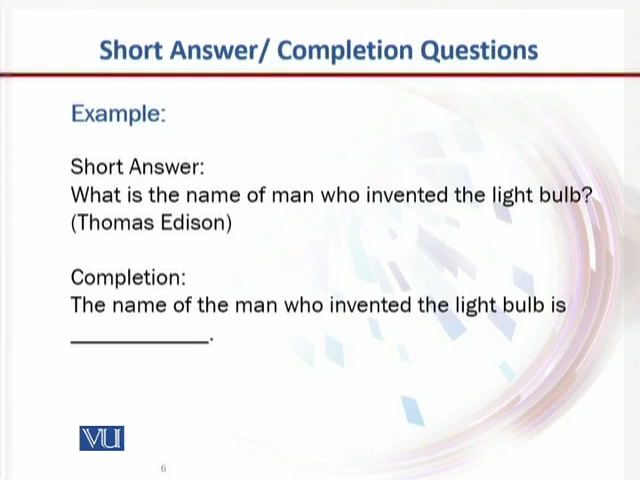 Short Answer/ Completion Questions
Example:
Short Answer:
What is the name of man who invented the light bulb?
(Thomas Edison)
Completion:
The name of the man who invented the light bulb is
____________.
VU
6